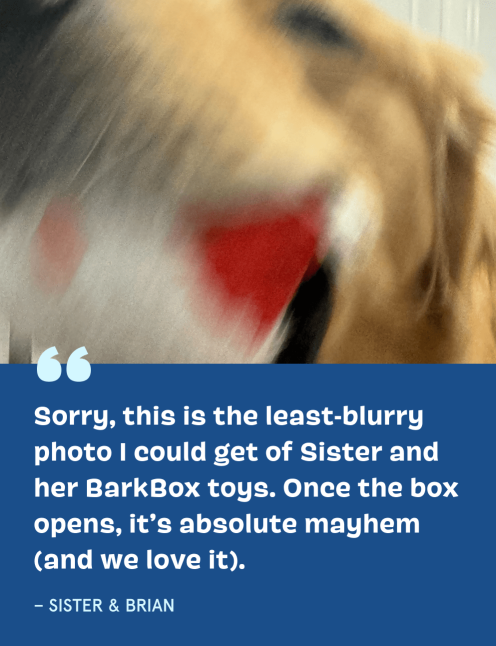 “
Sorry, this is the least-blurry
photo I could get of Sister and
her BarkBox toys. Once the box
opens, it’s absolute mayhem
(and we love it).
– SISTER & BRIAN